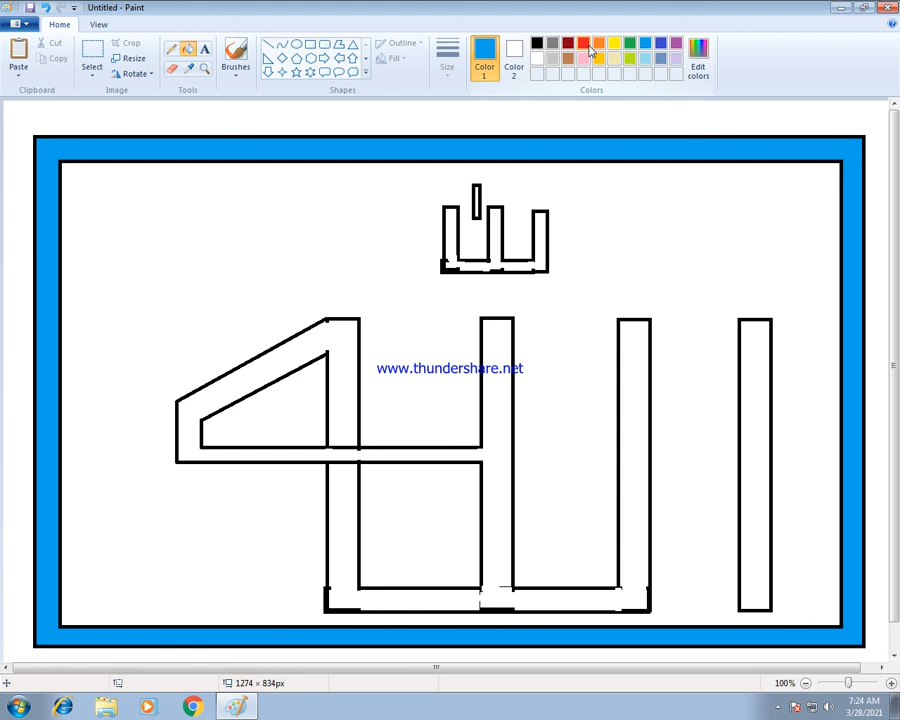 Untitled - Paint
Home View
Paste
Cut
Copy
Clipboard
Select
Crop
Resize
Rotate
Image
Tools
Brushes
Shapes
Outline
Fill
Size
Color 1
Color 2
Colors
Edit colors
اللّٰه
www.thundershare.net
1274 × 834px
100%
7:24 AM
3/28/2021